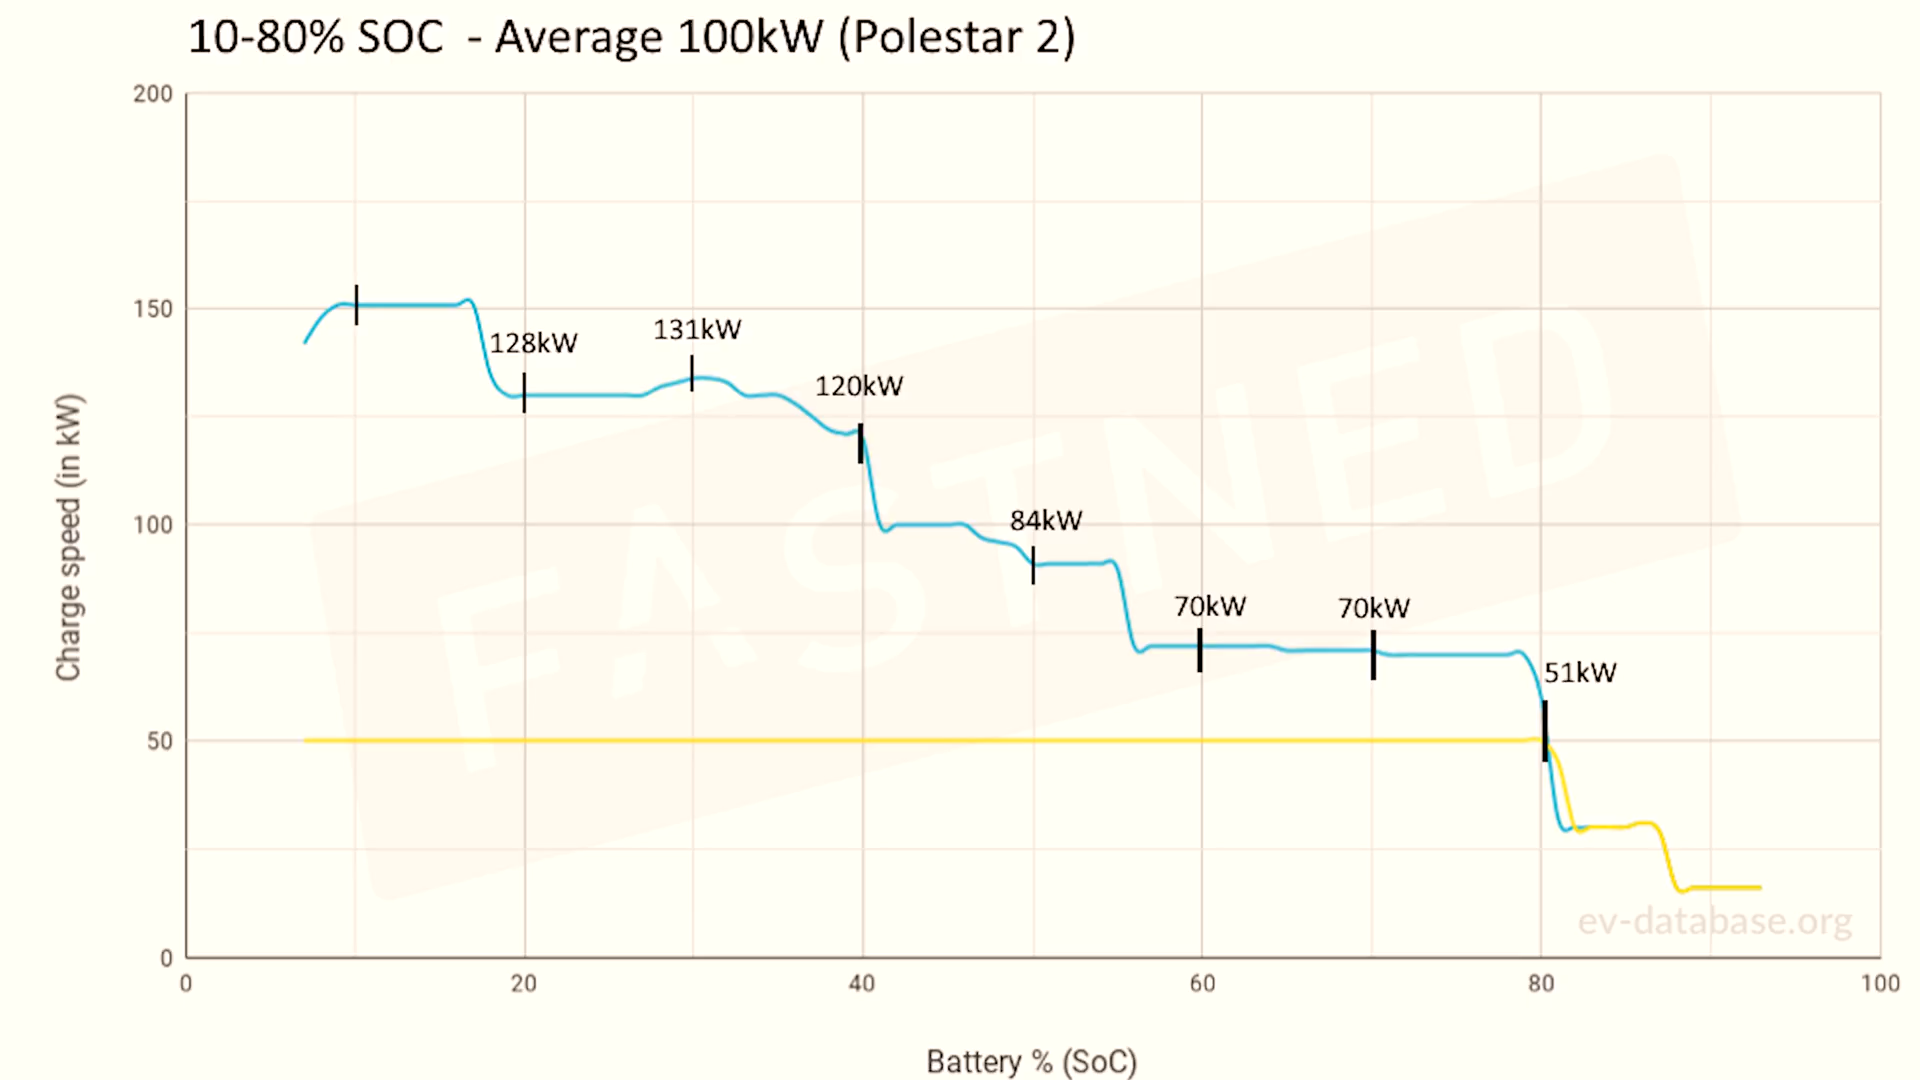 10-80% SOC - Average 100kW (Polestar 2)
200
150
100
50
0
Charge speed (in kW)
128kW
131kW
120kW
84kW
70kW
70kW
51kW
FASTNED
ev-database.org
0
20
40
60
80
100
Battery % (SoC)